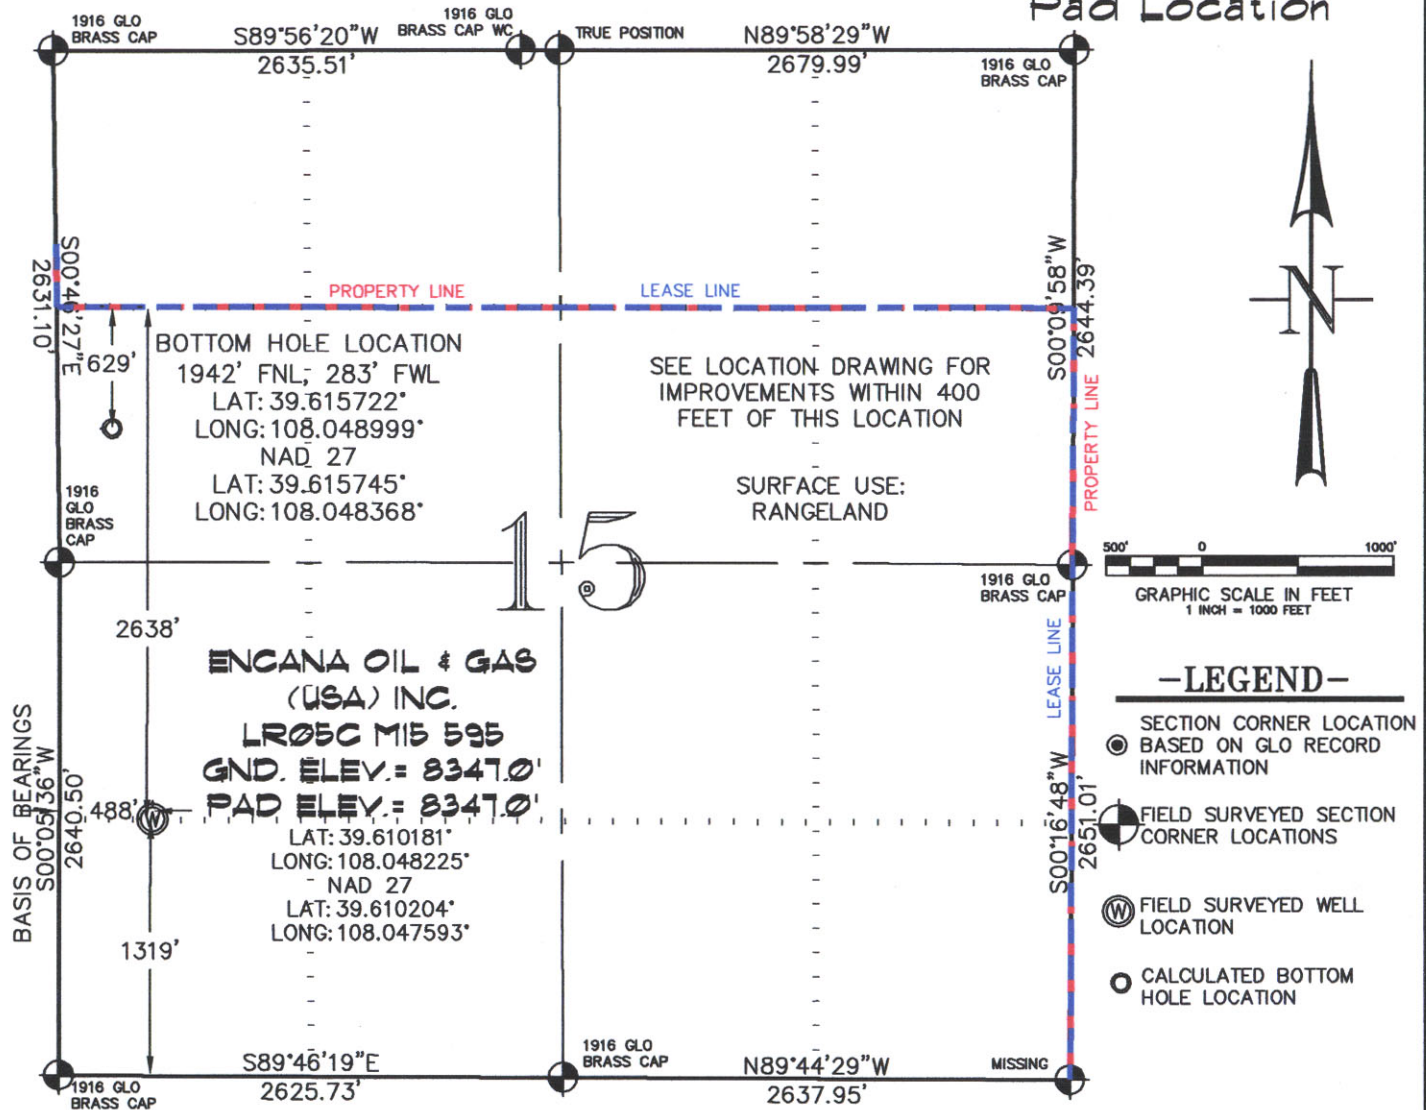 Pad Location
1916 GLO
BRASS CAP
S89°56'20"W
2635.51'
1916 GLO
BRASS CAP WC
TRUE POSITION
N89°58'29"W
2679.99'
1916 GLO
BRASS CAP
N
S00°46'27"E
2631.10'
PROPERTY LINE
LEASE LINE
S00°09'58"W
2644.39'
629'
BOTTOM HOLE LOCATION
1942' FNL, 283' FWL
LAT: 39.615722°
LONG: 108.048999°
NAD 27
LAT: 39.615745°
LONG: 108.048368°
SEE LOCATION DRAWING FOR
IMPROVEMENTS WITHIN 400
FEET OF THIS LOCATION
SURFACE USE:
RANGELAND
PROPERTY LINE
1916
GLO
BRASS
CAP
15
1916 GLO
BRASS CAP
500' 0 1000'
GRAPHIC SCALE IN FEET
1 INCH = 1000 FEET
2638'
ENCANA OIL & GAS
(USA) INC.
LR05C M15 595
GND. ELEV.= 8347.0'
PAD ELEV.= 8347.0'
LAT: 39.610181°
LONG: 108.048225°
NAD 27
LAT: 39.610204°
LONG: 108.047593°
LEASE LINE
BASIS OF BEARINGS
S00°05'36"W
2640.50'
488'
W
1319'
S00°16'48"W
2651.01'
-LEGEND-
SECTION CORNER LOCATION
BASED ON GLO RECORD
INFORMATION
FIELD SURVEYED SECTION
CORNER LOCATIONS
W
FIELD SURVEYED WELL
LOCATION
CALCULATED BOTTOM
HOLE LOCATION
1916 GLO
BRASS CAP
S89°46'19"E
2625.73'
1916 GLO
BRASS CAP
N89°44'29"W
2637.95'
MISSING